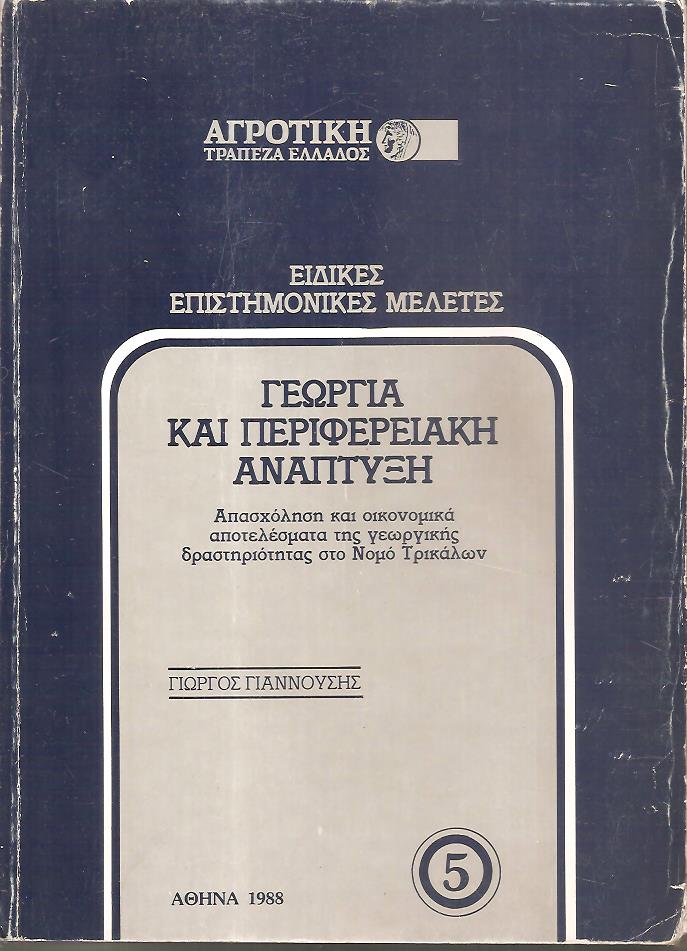 ΑΓΡΟΤΙΚΗ
ΤΡΑΠΕΖΑ ΕΛΛΑΔΟΣ
ΕΙΔΙΚΕΣ
ΕΠΙΣΤΗΜΟΝΙΚΕΣ ΜΕΛΕΤΕΣ
ΓΕΩΡΓΙΑ
ΚΑΙ ΠΕΡΙΦΕΡΕΙΑΚΗ
ΑΝΑΠΤΥΞΗ
Απασχόληση και οικονομικά
αποτελέσματα της γεωργικής
δραστηριότητας στο Νομό Τρικάλων
ΓΙΩΡΓΟΣ ΓΙΑΝΝΟΥΣΗΣ
5
ΑΘΗΝΑ 1988